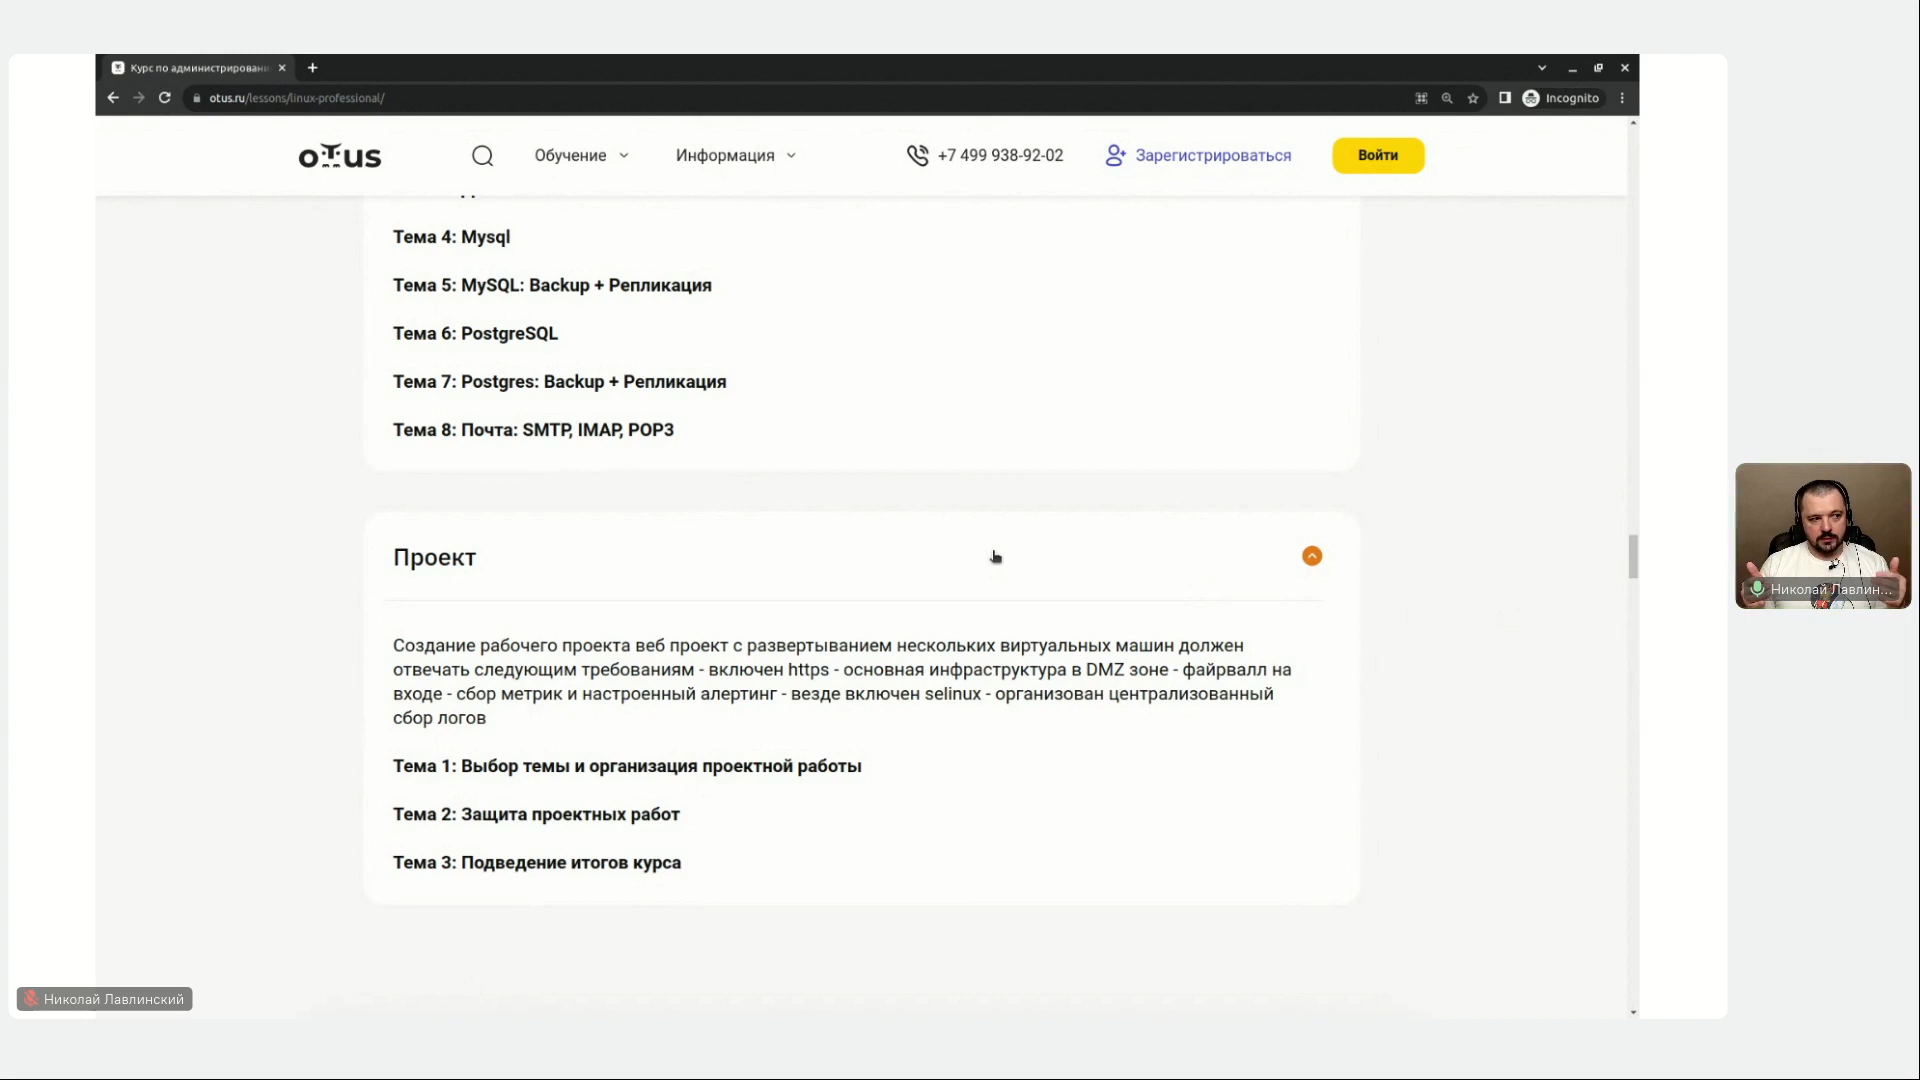 Курс по администрировани
otus.ru/lessons/linux-professional/
Incognito
oTus
Обучение
Информация
+7 499 938-92-02
Зарегистрироваться
Войти
Тема 4: Mysql
Тема 5: MySQL: Backup + Репликация
Тема 6: PostgreSQL
Тема 7: Postgres: Backup + Репликация
Тема 8: Почта: SMTP, IMAP, POP3
Проект
Создание рабочего проекта веб проект с развертыванием нескольких виртуальных машин должен
отвечать следующим требованиям - включен https - основная инфраструктура в DMZ зоне - файрвалл на
входе - сбор метрик и настроенный алертинг - везде включен selinux - организован централизованный
сбор логов
Тема 1: Выбор темы и организация проектной работы
Тема 2: Защита проектных работ
Тема 3: Подведение итогов курса
Николай Лавлин...
Николай Лавлинский